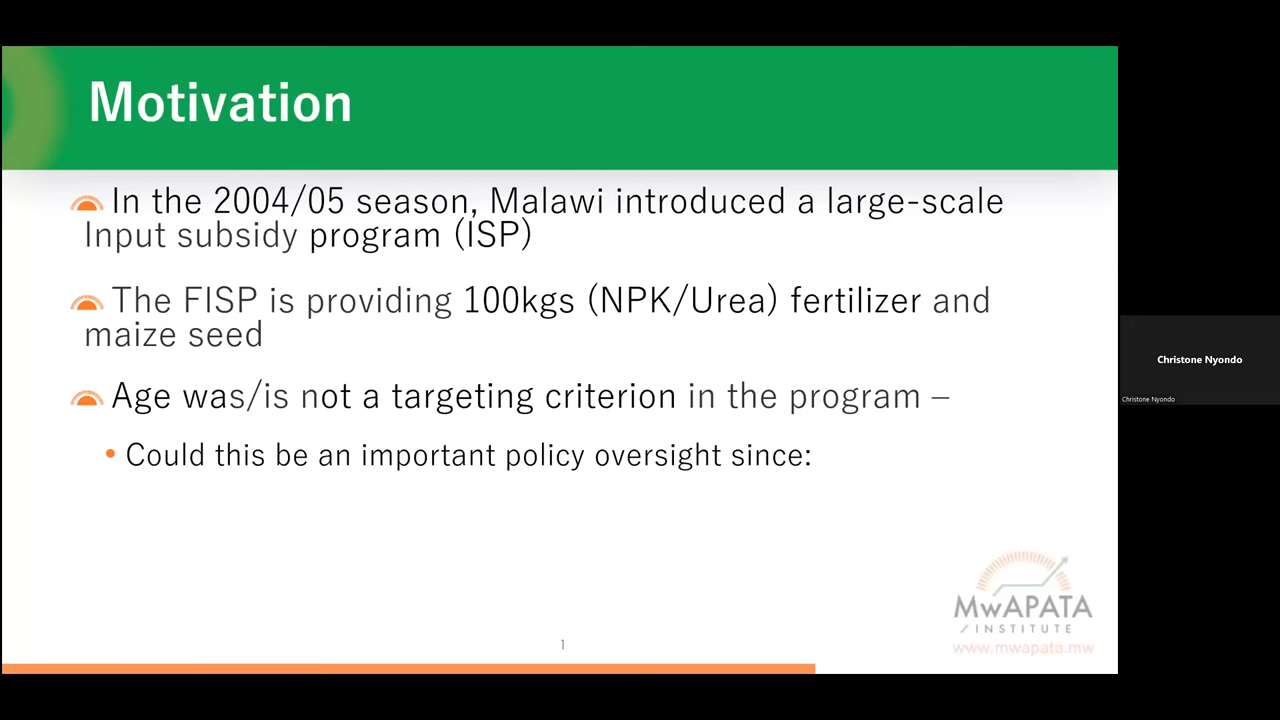 Motivation
In the 2004/05 season, Malawi introduced a large-scale
Input subsidy program (ISP)
The FISP is providing 100kgs (NPK/Urea) fertilizer and
maize seed
Age was/is not a targeting criterion in the program –
• Could this be an important policy oversight since:
1
MwAPATA
INSTITUTE
www.mwapata.mw
Christone Nyondo
Christone Nyondo